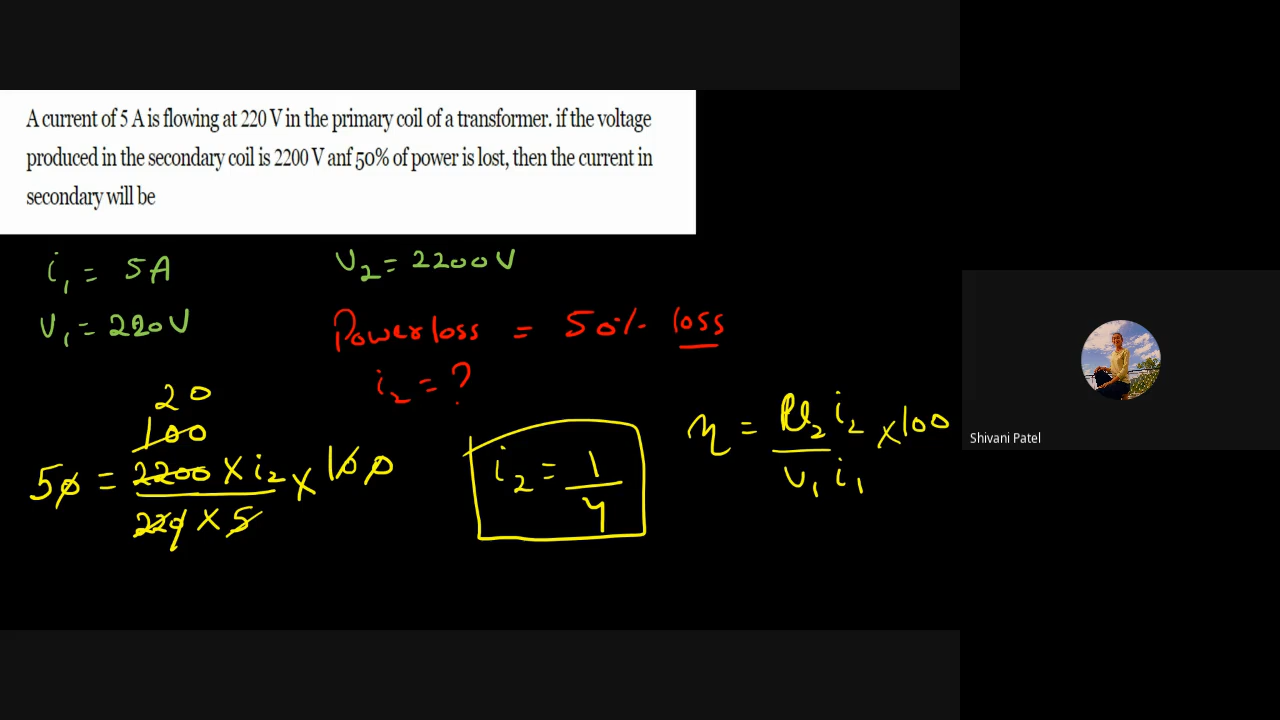 A current of 5 A is flowing at 220 V in the primary coil of a transformer. if the voltage
produced in the secondary coil is 2200 V anf 50% of power is lost, then the current in
secondary will be
i₁ = 5A
V₂ = 2200V
V₁ = 220V
Power loss = 50% loss
i₂ = ?
20
100
50 = 2200 × i₂ × 100
220 × 5
i₂ = 1/4
η = V₂ i₂ × 100
V₁ i₁
Shivani Patel